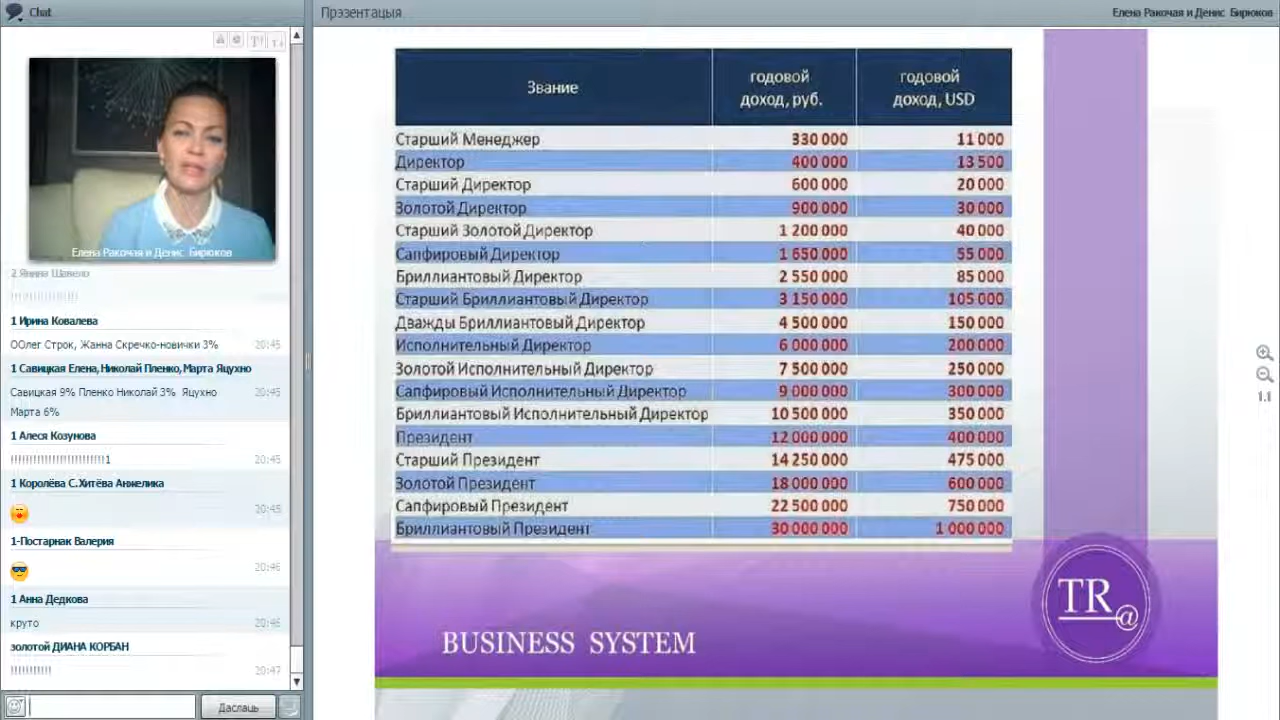 Chat
Прэзентацыя
Елена Ракочая и Денис Бирюков
Елена Ракочая и Денис Бирюков
2 Янина Шавело
!!!!!!!!!!!!!!!!!!
1 Ирина Ковалева
ООлег Строк, Жанна Скречко-новички 3% 20:45
1 Савицкая Елена,Николай Пленко,Марта Яцухно
Савицкая 9% Пленко Николай 3% Яцухно 20:45
Марта 6%
1 Алеся Козунова
!!!!!!!!!!!!!!!!!!!!!!!!!1 20:45
1 Королёва С.Хитёва Анжелика
20:45
1-Постарнак Валерия
20:46
1 Анна Дедкова
круто 20:46
золотой ДИАНА КОРБАН
!!!!!!!!!!! 20:47
Даслаць
Звание годовой доход, руб. годовой доход, USD
Старший Менеджер 330 000 11 000
Директор 400 000 13 500
Старший Директор 600 000 20 000
Золотой Директор 900 000 30 000
Старший Золотой Директор 1 200 000 40 000
Сапфировый Директор 1 650 000 55 000
Бриллиантовый Директор 2 550 000 85 000
Старший Бриллиантовый Директор 3 150 000 105 000
Дважды Бриллиантовый Директор 4 500 000 150 000
Исполнительный Директор 6 000 000 200 000
Золотой Исполнительный Директор 7 500 000 250 000
Сапфировый Исполнительный Директор 9 000 000 300 000
Бриллиантовый Исполнительный Директор 10 500 000 350 000
Президент 12 000 000 400 000
Старший Президент 14 250 000 475 000
Золотой Президент 18 000 000 600 000
Сапфировый Президент 22 500 000 750 000
Бриллиантовый Президент 30 000 000 1 000 000
BUSINESS SYSTEM
TR@
1:1